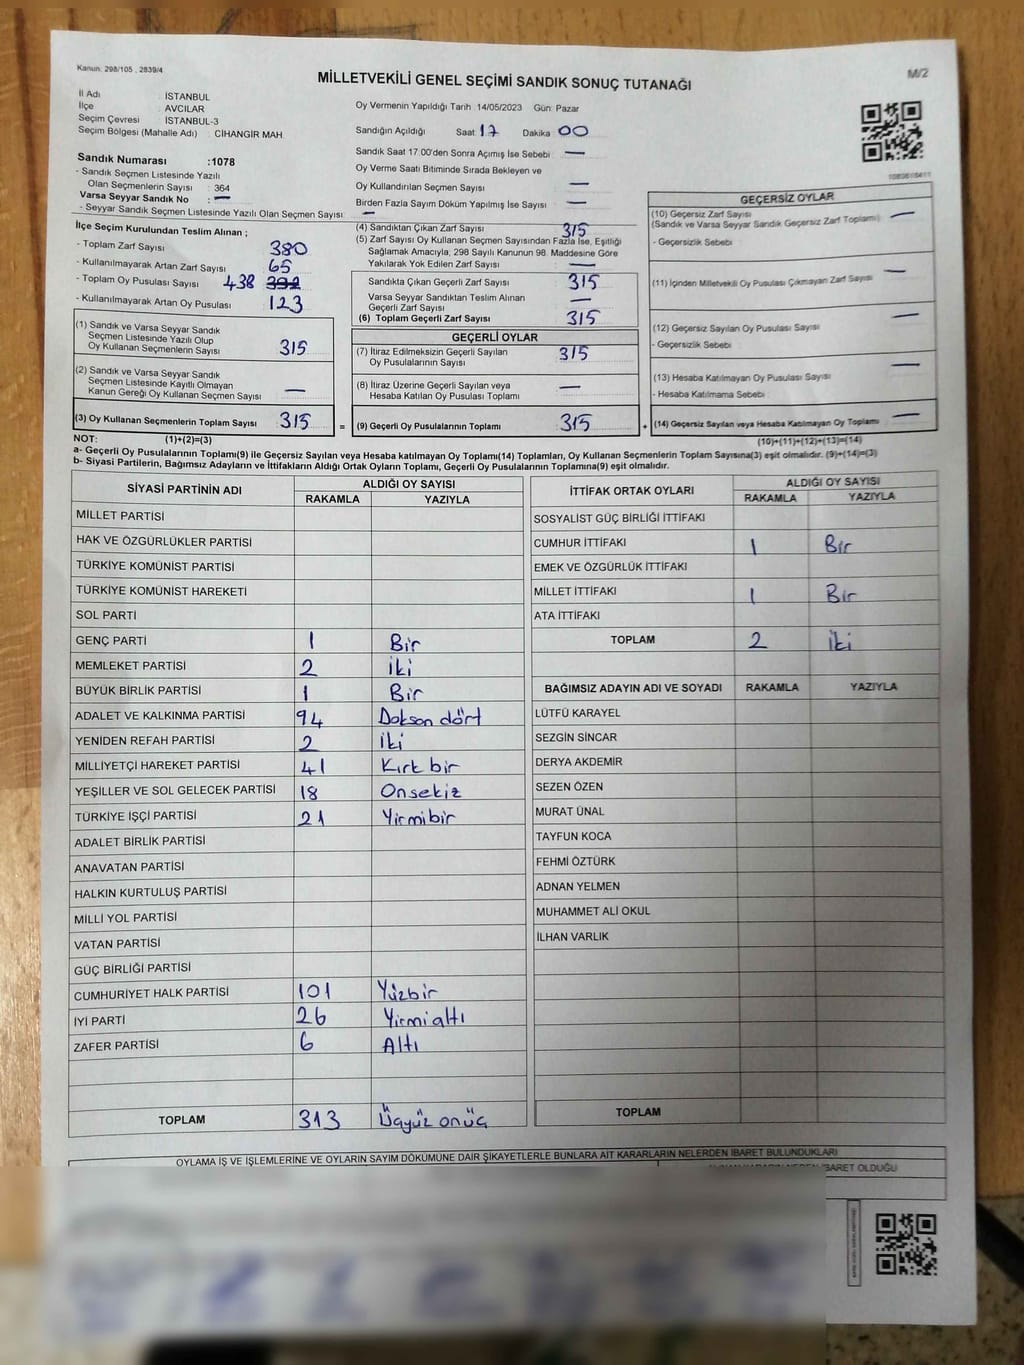 Kanun. 298/105 , 2839/4
MİLLETVEKİLİ GENEL SEÇİMİ SANDIK SONUÇ TUTANAĞI
M/2
İl Adı İSTANBUL
İlçe AVCILAR
Seçim Çevresi İSTANBUL-3
Seçim Bölgesi (Mahalle Adı) : CİHANGİR MAH
Oy Vermenin Yapıldığı Tarih : 14/05/2023 Gün: Pazar
Sandığın Açıldığı Saat 17 Dakika 00
Sandık Saat 17:00'den Sonra Açımış İse Sebebi : —
Oy Verme Saati Bitiminde Sırada Bekleyen ve
Oy Kullandırılan Seçmen Sayısı —
Birden Fazla Sayım Döküm Yapılmış İse Sayısı : —
Sandık Numarası :1078
- Sandık Seçmen Listesinde Yazılı
Olan Seçmenlerin Sayısı : 364
Varsa Seyyar Sandık No : —
- Seyyar Sandık Seçmen Listesinde Yazılı Olan Seçmen Sayısı: —
İlçe Seçim Kurulundan Teslim Alınan ;
- Toplam Zarf Sayısı 380
- Kullanılmayarak Artan Zarf Sayısı : 65
- Toplam Oy Pusulası Sayısı : 438 392
- Kullanılmayarak Artan Oy Pusulası : 123
(1) Sandık ve Varsa Seyyar Sandık
Seçmen Listesinde Yazılı Olup
Oy Kullanan Seçmenlerin Sayısı 315
(2) Sandık ve Varsa Seyyar Sandık
Seçmen Listesinde Kayıtlı Olmayan
Kanun Gereği Oy Kullanan Seçmen Sayısı : —
(3) Oy Kullanan Seçmenlerin Toplam Sayısı 315
(4) Sandıktan Çıkan Zarf Sayısı 315
(5) Zarf Sayısı Oy Kullanan Seçmen Sayısından Fazla İse, Eşitliği
Sağlamak Amacıyla, 298 Sayılı Kanunun 98. Maddesine Göre
Yakılarak Yok Edilen Zarf Sayısı —
Sandıkta Çıkan Geçerli Zarf Sayısı 315
Varsa Seyyar Sandıktan Teslim Alınan
Geçerli Zarf Sayısı —
(6) Toplam Geçerli Zarf Sayısı 315
GEÇERLİ OYLAR
(7) İtiraz Edilmeksizin Geçerli Sayılan
Oy Pusulalarının Sayısı 315
(8) İtiraz Üzerine Geçerli Sayılan veya
Hesaba Katılan Oy Pusulası Toplamı —
= (9) Geçerli Oy Pusulalarının Toplamı 315
GEÇERSİZ OYLAR
(10) Geçersiz Zarf Sayısı —
(Sandık ve Varsa Seyyar Sandık Geçersiz Zarf Toplamı)
- Geçersizlik Sebebi
(11) İçinden Milletvekili Oy Pusulası Çıkmayan Zarf Sayısı —
(12) Geçersiz Sayılan Oy Pusulası Sayısı —
- Geçersizlik Sebebi
(13) Hesaba Katılmayan Oy Pusulası Sayısı —
- Hesaba Katılmama Sebebi
+ (14) Geçersiz Sayılan veya Hesaba Katılmayan Oy Toplamı —
NOT: (1)+(2)=(3) (10)+(11)+(12)+(13)=(14)
a- Geçerli Oy Pusulalarının Toplamı(9) ile Geçersiz Sayılan veya Hesaba katılmayan Oy Toplamı(14) Toplamları, Oy Kullanan Seçmenlerin Toplam Sayısına(3) eşit olmalıdır. (9)+(14)=(3)
b- Siyasi Partilerin, Bağımsız Adayların ve İttifakların Aldığı Ortak Oyların Toplamı, Geçerli Oy Pusulalarının Toplamına(9) eşit olmalıdır.
SİYASİ PARTİNİN ADI ALDIĞI OY SAYISI
RAKAMLA YAZIYLA
MİLLET PARTİSİ
HAK VE ÖZGÜRLÜKLER PARTİSİ
TÜRKİYE KOMÜNİST PARTİSİ
TÜRKİYE KOMÜNİST HAREKETİ
SOL PARTİ
GENÇ PARTİ 1 Bir
MEMLEKET PARTİSİ 2 İki
BÜYÜK BİRLİK PARTİSİ 1 Bir
ADALET VE KALKINMA PARTİSİ 94 Doksan dört
YENİDEN REFAH PARTİSİ 2 İki
MİLLİYETÇİ HAREKET PARTİSİ 41 Kırk bir
YEŞİLLER VE SOL GELECEK PARTİSİ 18 Onsekiz
TÜRKİYE İŞÇİ PARTİSİ 21 Yirmibir
ADALET BİRLİK PARTİSİ
ANAVATAN PARTİSİ
HALKIN KURTULUŞ PARTİSİ
MİLLİ YOL PARTİSİ
VATAN PARTİSİ
GÜÇ BİRLİĞİ PARTİSİ
CUMHURİYET HALK PARTİSİ 101 Yüzbir
İYİ PARTİ 26 Yirmialtı
ZAFER PARTİSİ 6 Altı
TOPLAM 313 Üçyüz onüç
İTTİFAK ORTAK OYLARI ALDIĞI OY SAYISI
RAKAMLA YAZIYLA
SOSYALİST GÜÇ BİRLİĞİ İTTİFAKI
CUMHUR İTTİFAKI 1 Bir
EMEK VE ÖZGÜRLÜK İTTİFAKI
MİLLET İTTİFAKI 1 Bir
ATA İTTİFAKI
TOPLAM 2 İki
BAĞIMSIZ ADAYIN ADI VE SOYADI RAKAMLA YAZIYLA
LÜTFÜ KARAYEL
SEZGİN SİNCAR
DERYA AKDEMİR
SEZEN ÖZEN
MURAT ÜNAL
TAYFUN KOCA
FEHMİ ÖZTÜRK
ADNAN YELMEN
MUHAMMET ALİ OKUL
İLHAN VARLIK
TOPLAM
OYLAMA İŞ VE İŞLEMLERİNE VE OYLARIN SAYIM DÖKÜMÜNE DAİR ŞİKAYETLERLE BUNLARA AİT KARARLARIN NELERDEN İBARET BULUNDUKLARI
İBARET OLDUĞU